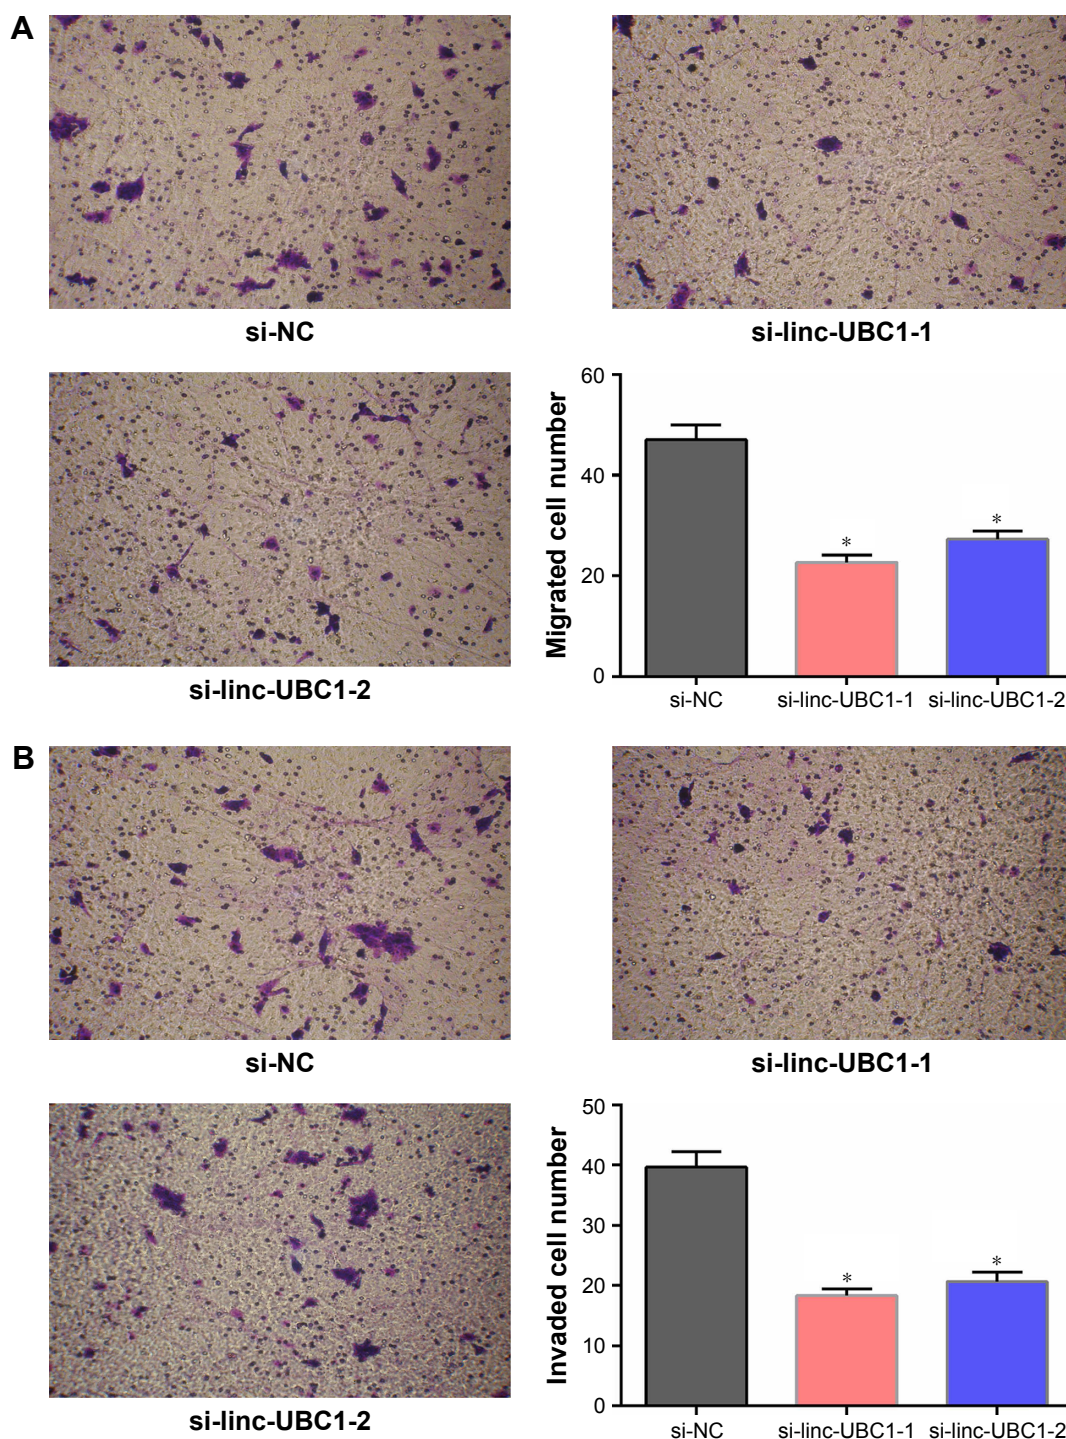 A
si-NC
si-linc-UBC1-1
si-linc-UBC1-2
Migrated cell number
60
40
20
0
*
*
si-NC
si-linc-UBC1-1
si-linc-UBC1-2
B
si-NC
si-linc-UBC1-1
si-linc-UBC1-2
Invaded cell number
50
40
30
20
10
0
*
*
si-NC
si-linc-UBC1-1
si-linc-UBC1-2